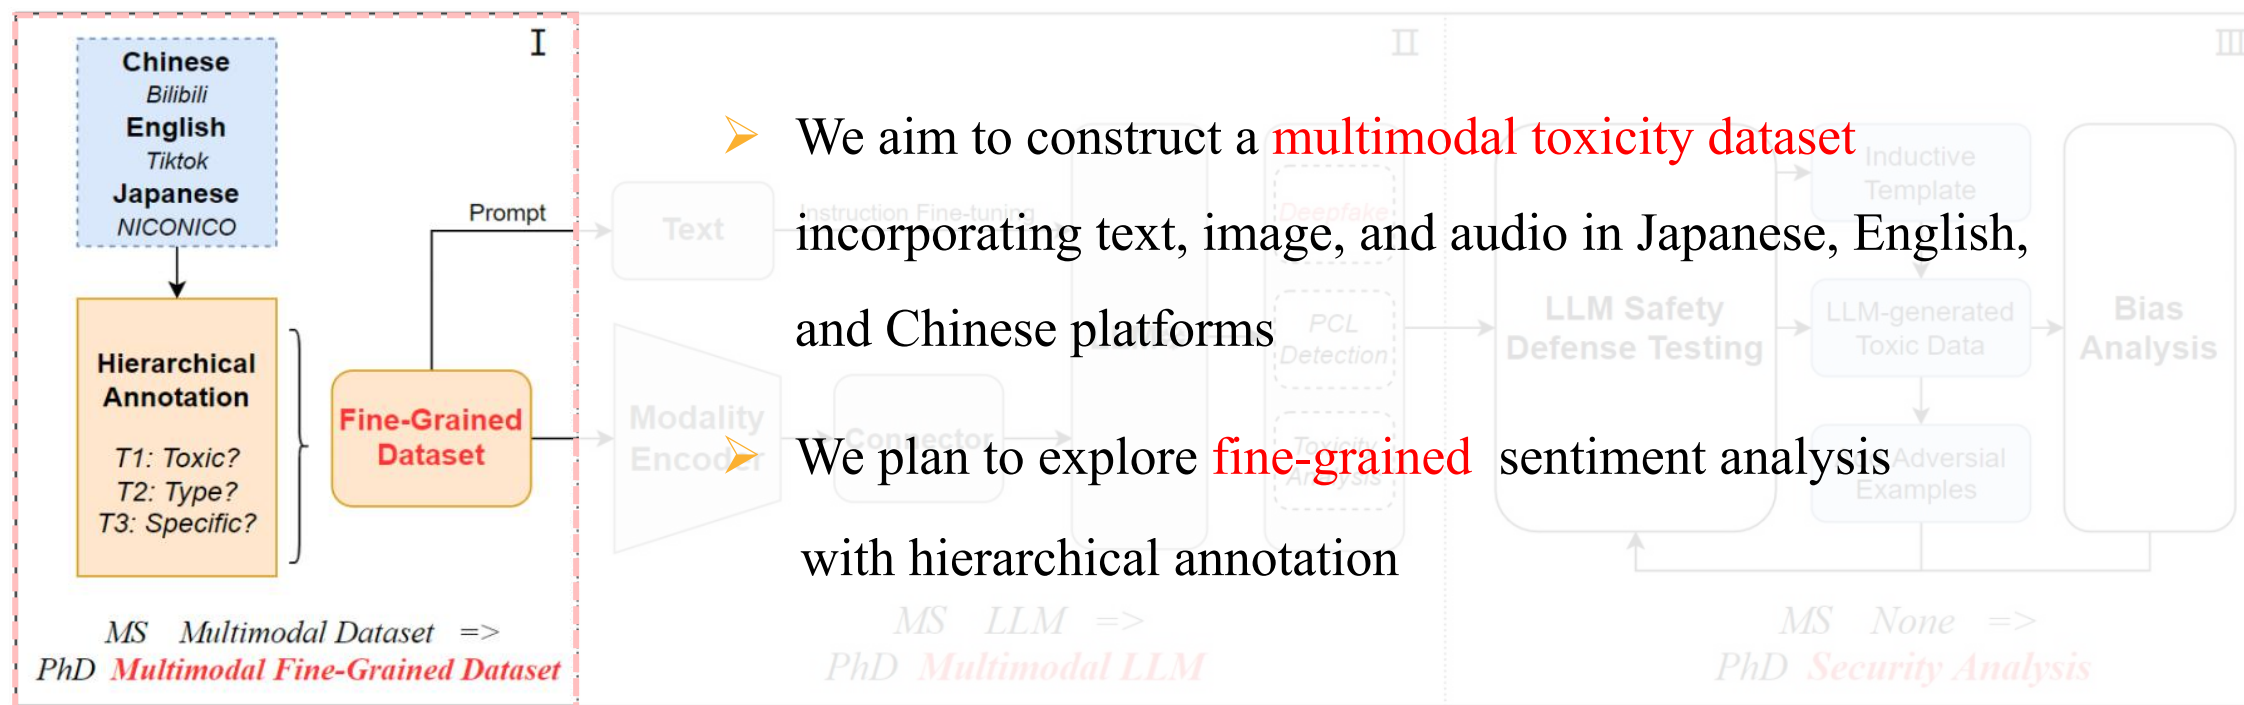 I
Chinese
Bilibili
English
Tiktok
Japanese
NICONICO
Hierarchical
Annotation
T1: Toxic?
T2: Type?
T3: Specific?
Fine-Grained
Dataset
Prompt
MS Multimodal Dataset =>
PhD Multimodal Fine-Grained Dataset
➢ We aim to construct a multimodal toxicity dataset
incorporating text, image, and audio in Japanese, English,
and Chinese platforms
➢ We plan to explore fine-grained sentiment analysis
with hierarchical annotation
II
Text
Instruction Fine-tuning
Modality
Encoder
Connector
Deepfake
PCL
Detection
Toxicity
Analysis
MS LLM =>
PhD Multimodal LLM
III
LLM Safety
Defense Testing
Inductive
Template
LLM-generated
Toxic Data
Adversial
Examples
Bias
Analysis
MS None =>
PhD Security Analysis